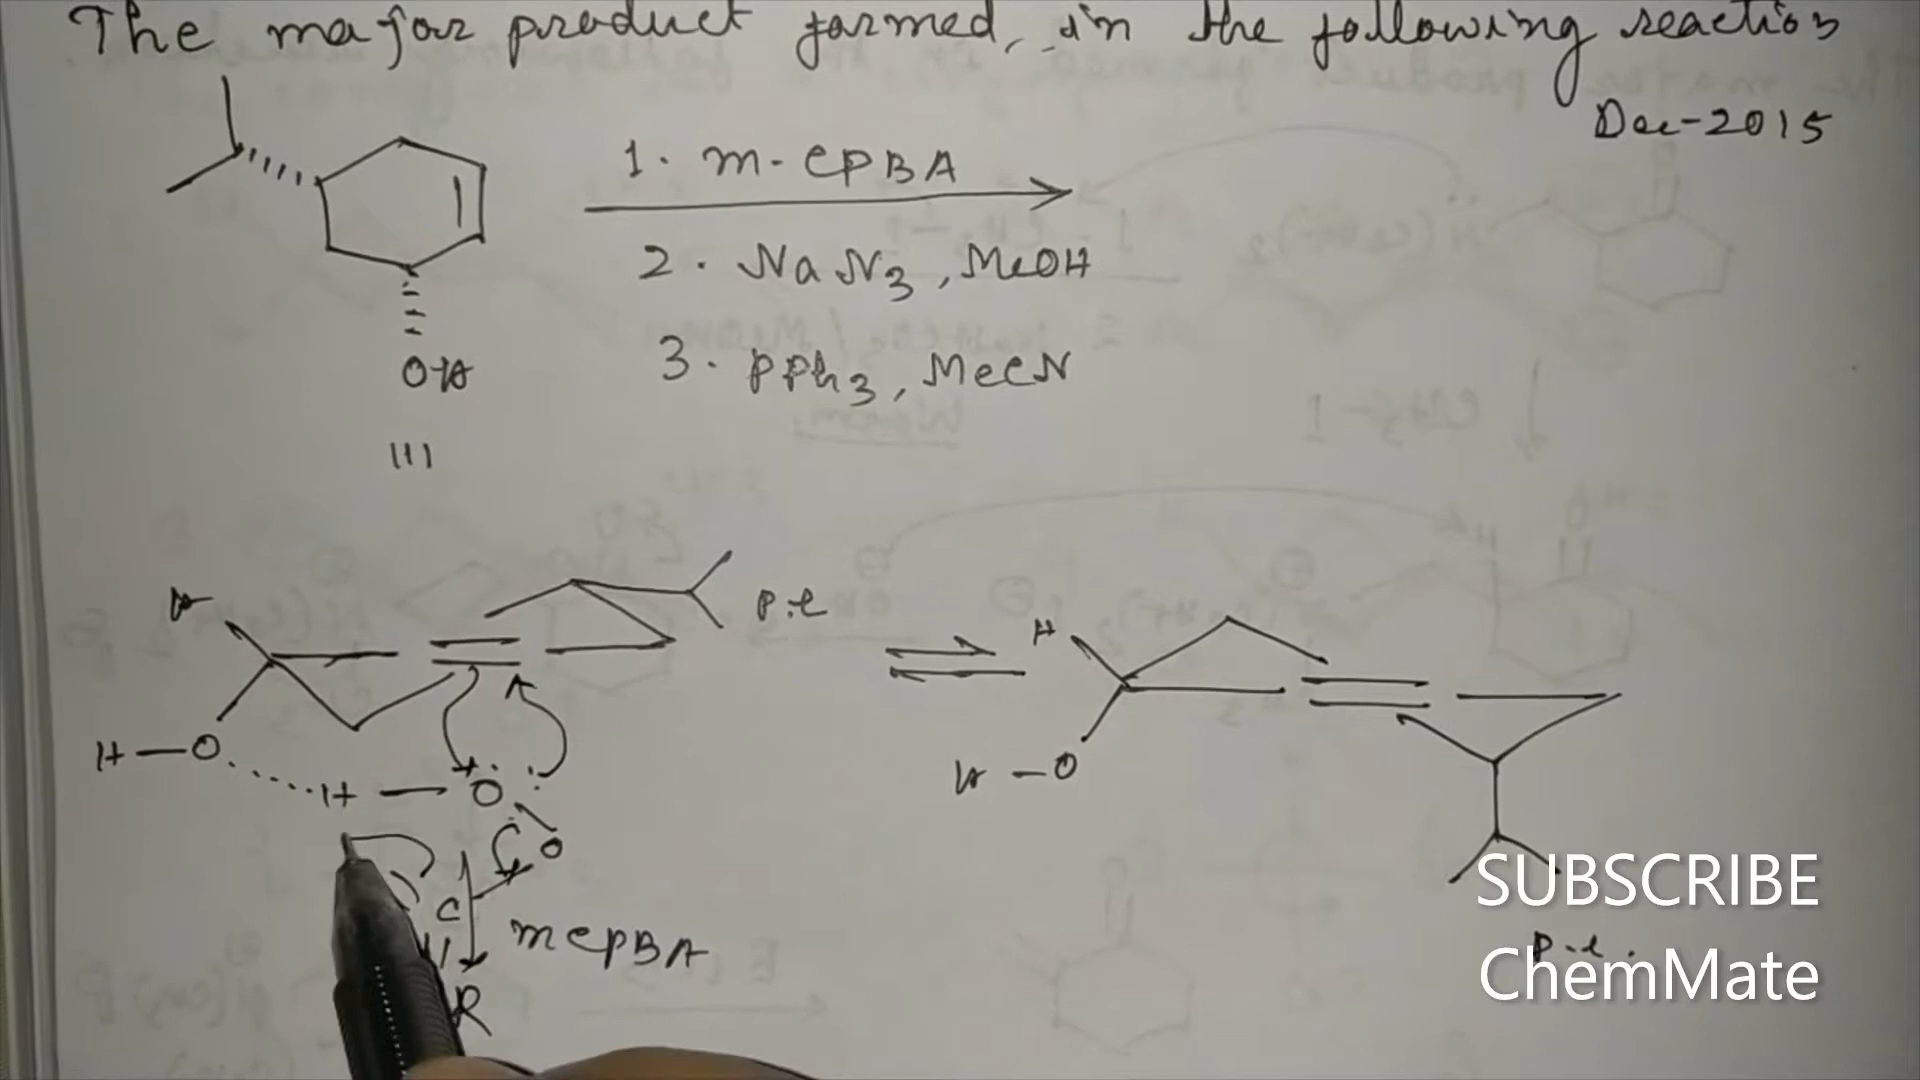 The major product formed, in the following reaction
Dec-2015
1. m-CPBA
2. NaN3, MeOH
3. PPh3, MeCN
OH
H
P.e
H
H-O
H-O
H-O
O
C
mCPBA
R
SUBSCRIBE
P.e.
ChemMate